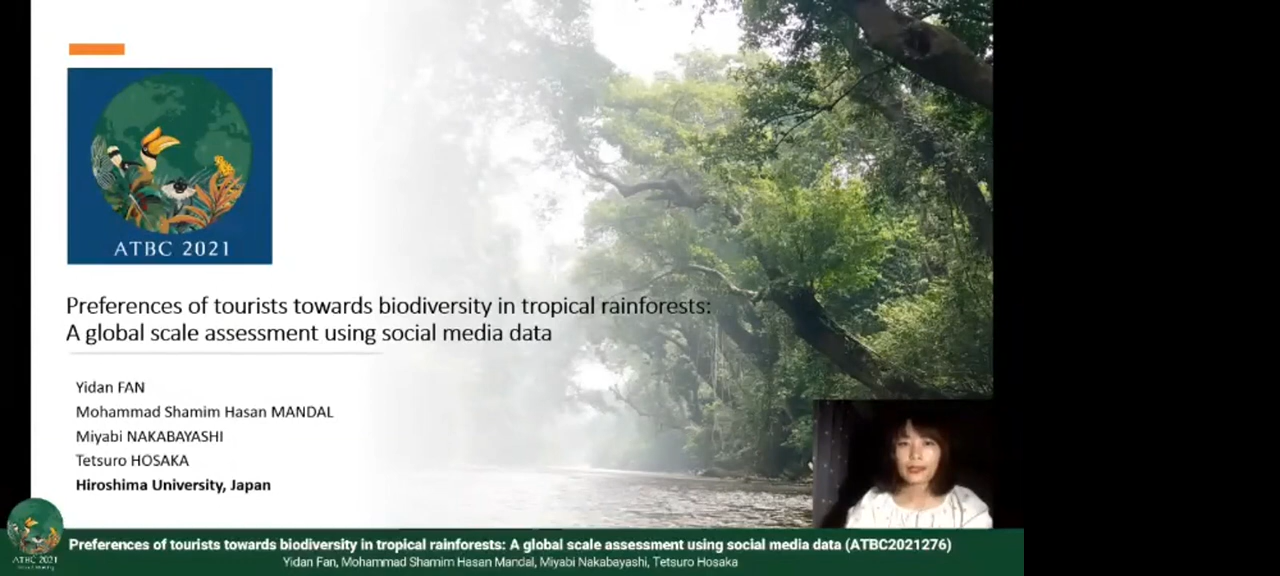 ATBC 2021
Preferences of tourists towards biodiversity in tropical rainforests:
A global scale assessment using social media data
Yidan FAN
Mohammad Shamim Hasan MANDAL
Miyabi NAKABAYASHI
Tetsuro HOSAKA
Hiroshima University, Japan
ATBC 2021
Preferences of tourists towards biodiversity in tropical rainforests: A global scale assessment using social media data (ATBC2021276)
Yidan Fan, Mohammad Shamim Hasan Mandal, Miyabi Nakabayashi, Tetsuro Hosaka